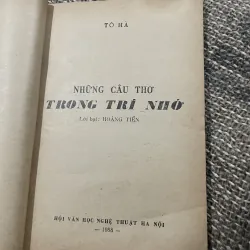 TÔ HÀ
NHỮNG CÂU THƠ
TRONG TRÍ NHỚ
Lời bạt: HOÀNG TIẾN
HỘI VĂN HỌC NGHỆ THUẬT HÀ NỘI
— 1988 —